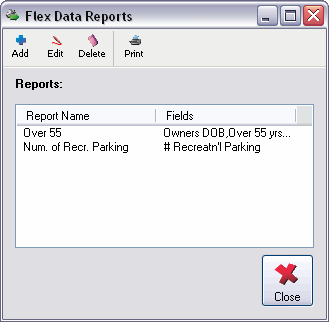 Flex Data Reports
Add Edit Delete Print
Reports:
Report Name Fields
Over 55 Owners DOB,Over 55 yrs...
Num. of Recr. Parking # Recreatn'l Parking
Close